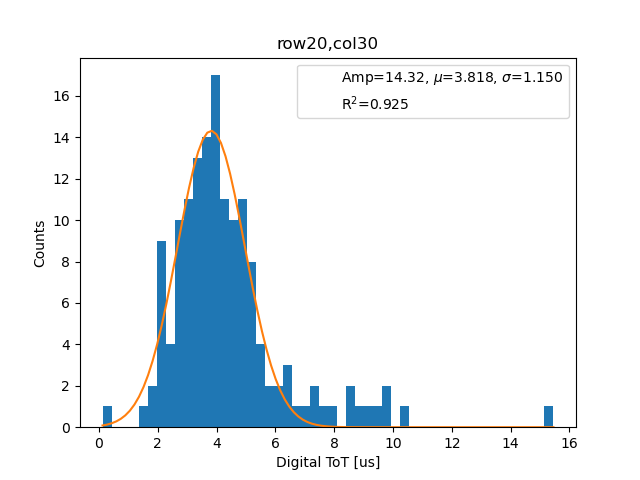 row20,col30
Amp=14.32, μ=3.818, σ=1.150
R²=0.925
Counts
16
14
12
10
8
6
4
2
0
0 2 4 6 8 10 12 14 16
Digital ToT [us]